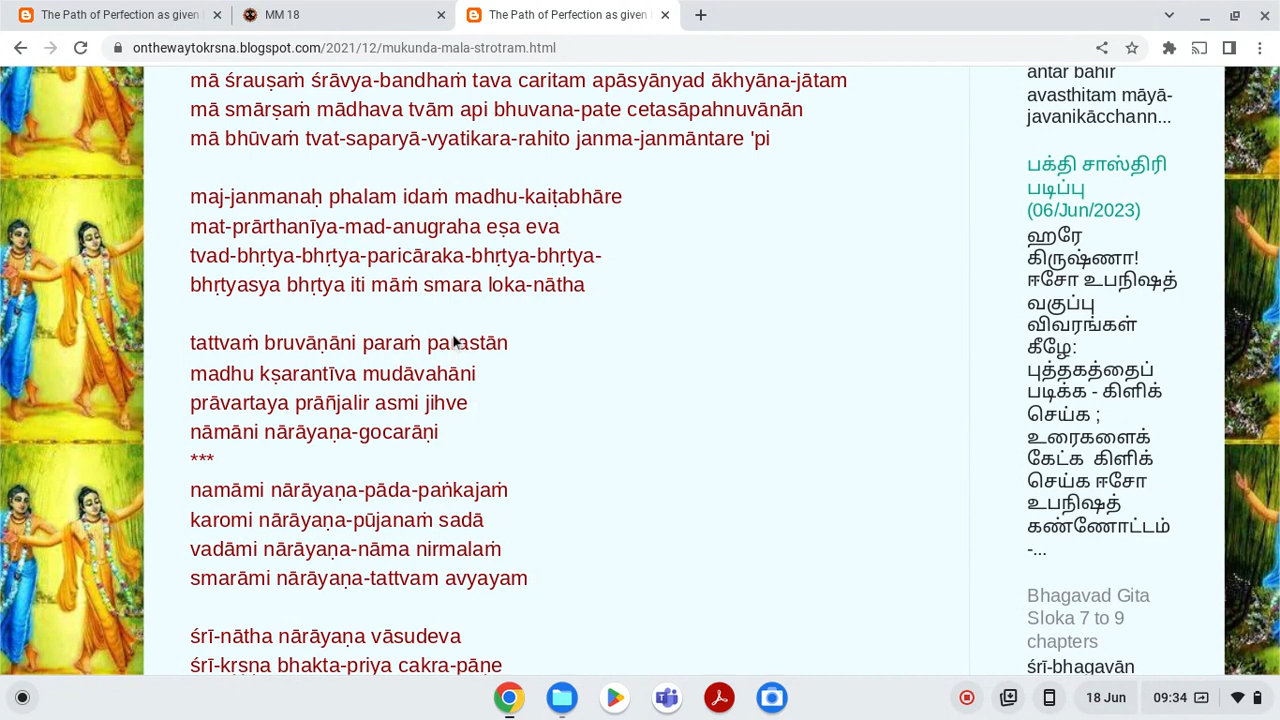 The Path of Perfection as given
MM 18
The Path of Perfection as given
onthewaytokrsna.blogspot.com/2021/12/mukunda-mala-strotram.html
mā śrauṣaṁ śrāvya-bandhaṁ tava caritam apāsyānyad ākhyāna-jātam
mā smārṣaṁ mādhava tvām api bhuvana-pate cetasāpahnuvānān
mā bhūvaṁ tvat-saparyā-vyatikara-rahito janma-janmāntare 'pi
maj-janmanaḥ phalam idaṁ madhu-kaiṭabhāre
mat-prārthanīya-mad-anugraha eṣa eva
tvad-bhṛtya-bhṛtya-paricāraka-bhṛtya-bhṛtya-
bhṛtyasya bhṛtya iti māṁ smara loka-nātha
tattvaṁ bruvāṇāni paraṁ parastān
madhu kṣarantīva mudāvahāni
prāvartaya prāñjalir asmi jihve
nāmāni nārāyaṇa-gocarāṇi
***
namāmi nārāyaṇa-pāda-paṅkajaṁ
karomi nārāyaṇa-pūjanaṁ sadā
vadāmi nārāyaṇa-nāma nirmalaṁ
smarāmi nārāyaṇa-tattvam avyayam
śrī-nātha nārāyaṇa vāsudeva
śrī-kṛṣṇa bhakta-priya cakra-pāṇe
antar bahir
avasthitam māyā-
javanikācchann...
பக்தி சாஸ்திரி
படிப்பு
(06/Jun/2023)
ஹரே
கிருஷ்ணா!
ஈசோ உபநிஷத்
வகுப்பு
விவரங்கள்
கீழே:
புத்தகத்தைப்
படிக்க - கிளிக்
செய்க ;
உரைகளைக்
கேட்க கிளிக்
செய்க ஈசோ
உபநிஷத்
கண்ணோட்டம்
-...
Bhagavad Gita
Sloka 7 to 9
chapters
śrī-bhagavān
18 Jun
09:34